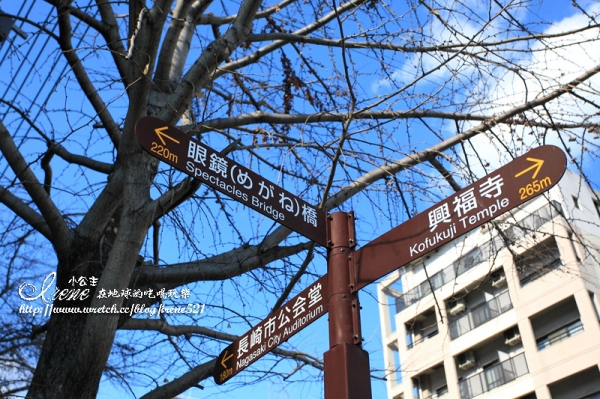 ← 220m
眼鏡(めがね)橋
Spectacles Bridge
→ 265m
興福寺
Kofukuji Temple
← 140m
長崎市公会堂
Nagasaki City Auditorium
小公主
Irene 在地球的吃喝玩樂
http://www.wretch.cc/blog/irene521